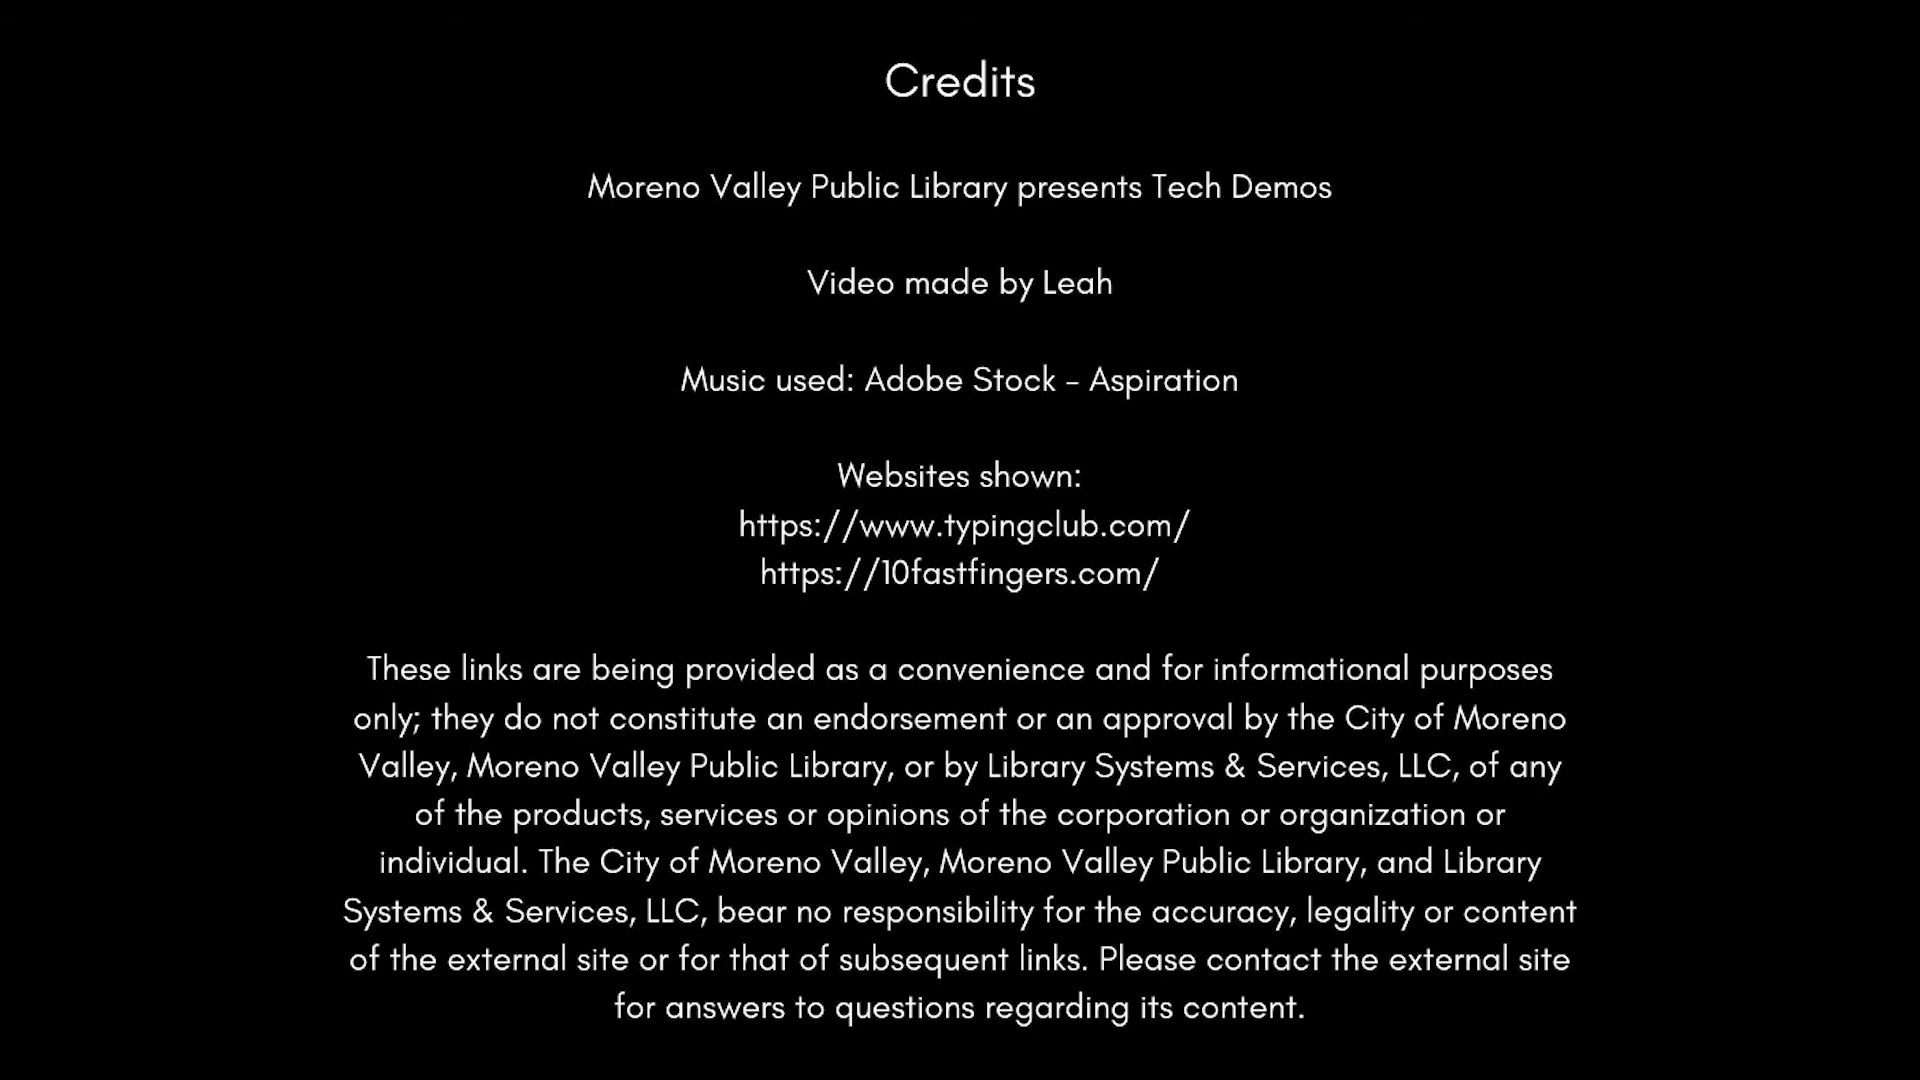 Credits
Moreno Valley Public Library presents Tech Demos
Video made by Leah
Music used: Adobe Stock - Aspiration
Websites shown:
https://www.typingclub.com/
https://10fastfingers.com/
These links are being provided as a convenience and for informational purposes
only; they do not constitute an endorsement or an approval by the City of Moreno
Valley, Moreno Valley Public Library, or by Library Systems & Services, LLC, of any
of the products, services or opinions of the corporation or organization or
individual. The City of Moreno Valley, Moreno Valley Public Library, and Library
Systems & Services, LLC, bear no responsibility for the accuracy, legality or content
of the external site or for that of subsequent links. Please contact the external site
for answers to questions regarding its content.